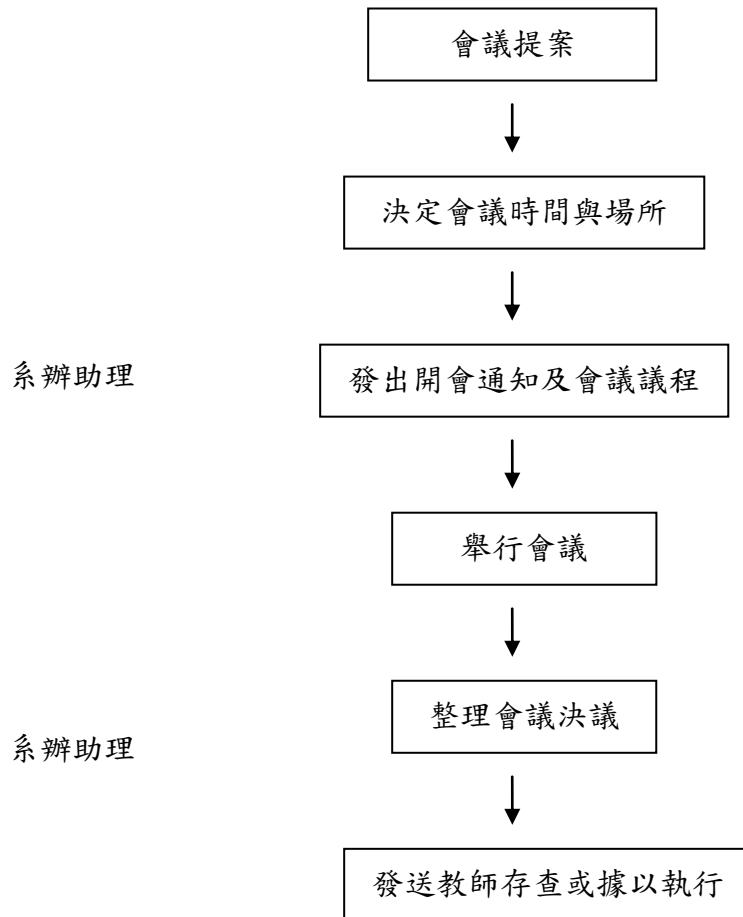 會議提案
決定會議時間與場所
系辦助理
發出開會通知及會議議程
舉行會議
整理會議決議
系辦助理
發送教師存查或據以執行